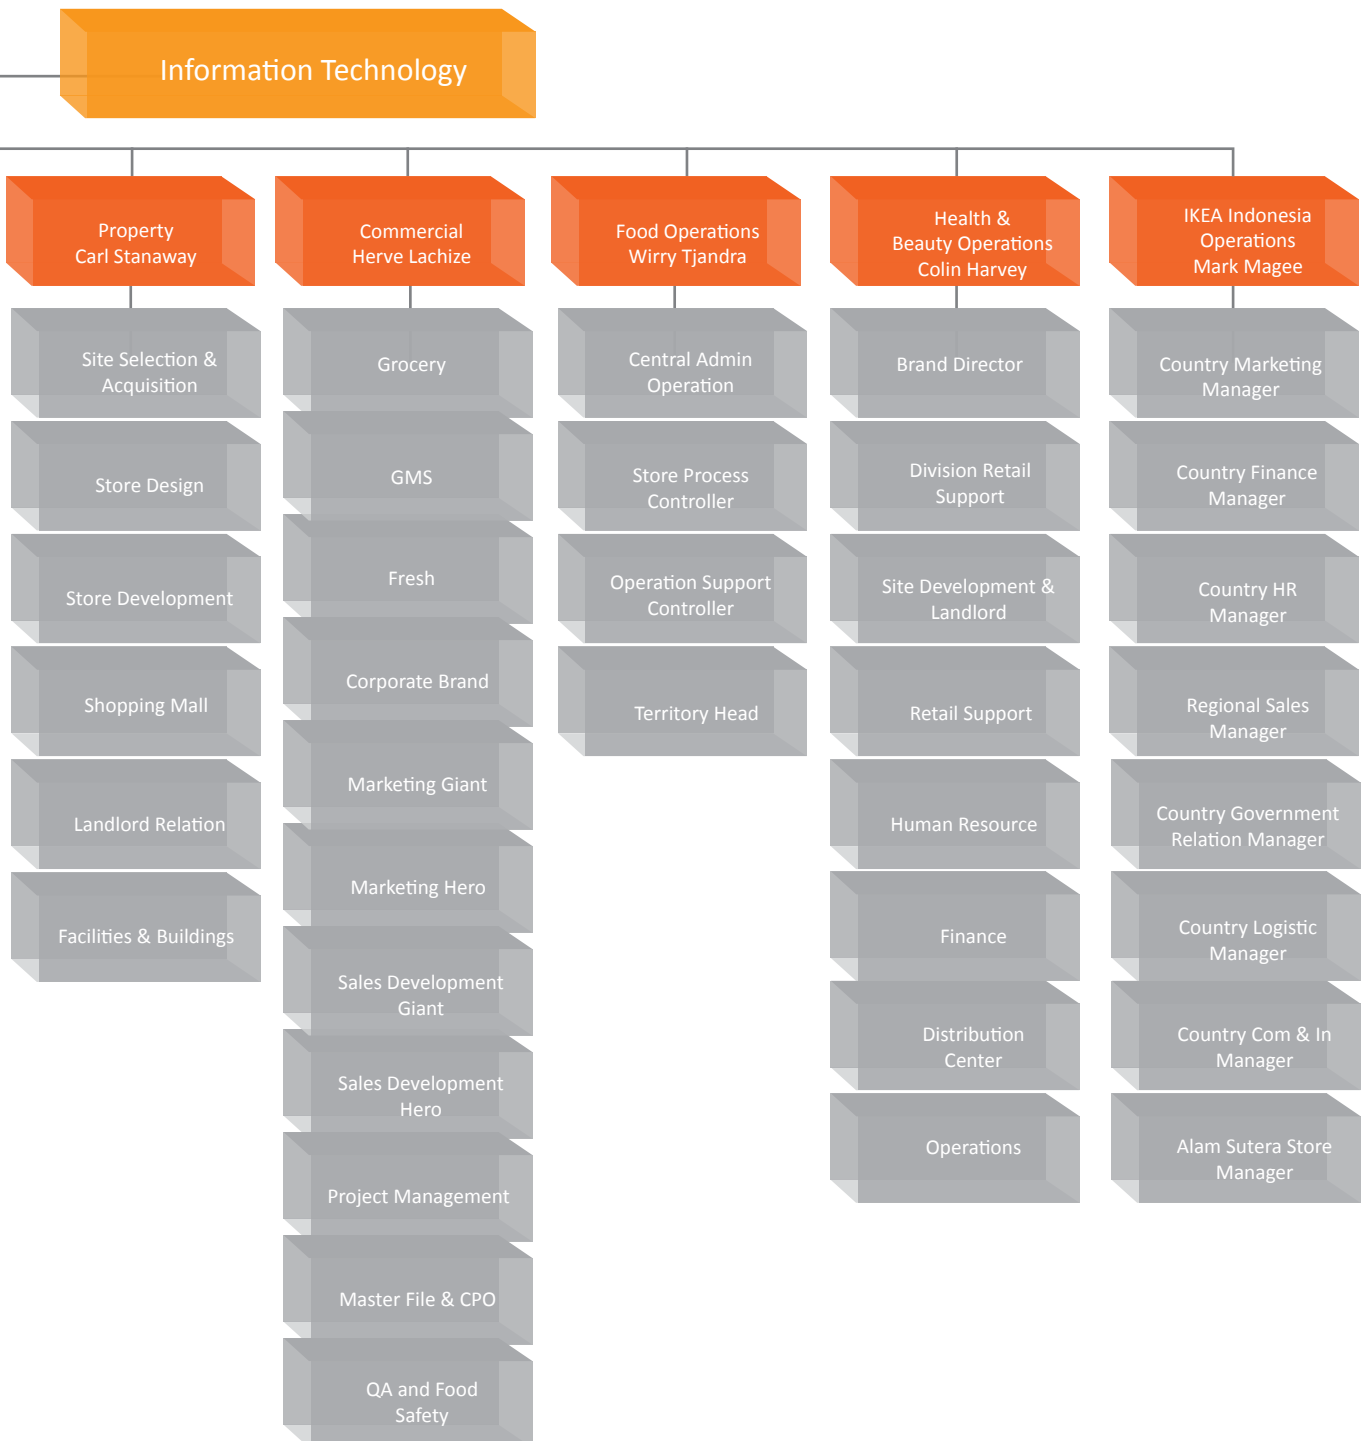 Information Technology
Property
Carl Stanaway
Commercial
Herve Lachize
Food Operations
Wirry Tjandra
Health &
Beauty Operations
Colin Harvey
IKEA Indonesia
Operations
Mark Magee
Site Selection &
Acquisition
Store Design
Store Development
Shopping Mall
Landlord Relation
Facilities & Buildings
Grocery
GMS
Fresh
Corporate Brand
Marketing Giant
Marketing Hero
Sales Development
Giant
Sales Development
Hero
Project Management
Master File & CPO
QA and Food
Safety
Central Admin
Operation
Store Process
Controller
Operation Support
Controller
Territory Head
Brand Director
Division Retail
Support
Site Development &
Landlord
Retail Support
Human Resource
Finance
Distribution
Center
Operations
Country Marketing
Manager
Country Finance
Manager
Country HR
Manager
Regional Sales
Manager
Country Government
Relation Manager
Country Logistic
Manager
Country Com & In
Manager
Alam Sutera Store
Manager